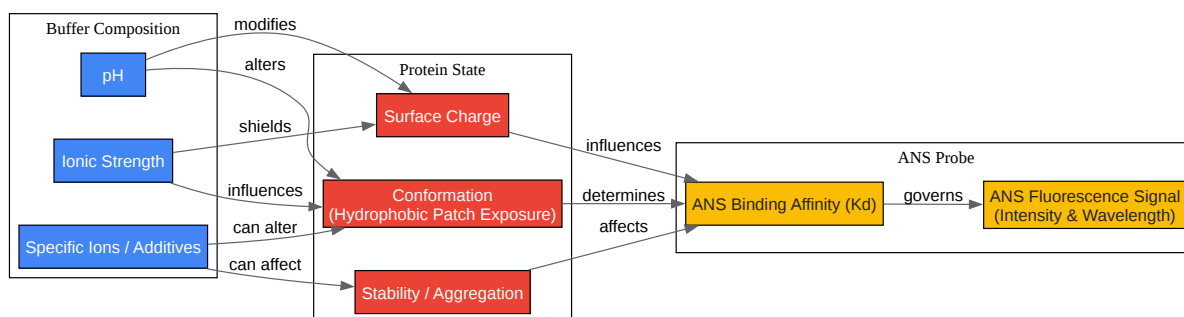 Buffer Composition
pH
Ionic Strength
Specific Ions / Additives
modifies
alters
shields
influences
can alter
can affect
Protein State
Surface Charge
Conformation
(Hydrophobic Patch Exposure)
Stability / Aggregation
influences
determines
affects
ANS Probe
ANS Binding Affinity (Kd)
governs
ANS Fluorescence Signal
(Intensity & Wavelength)